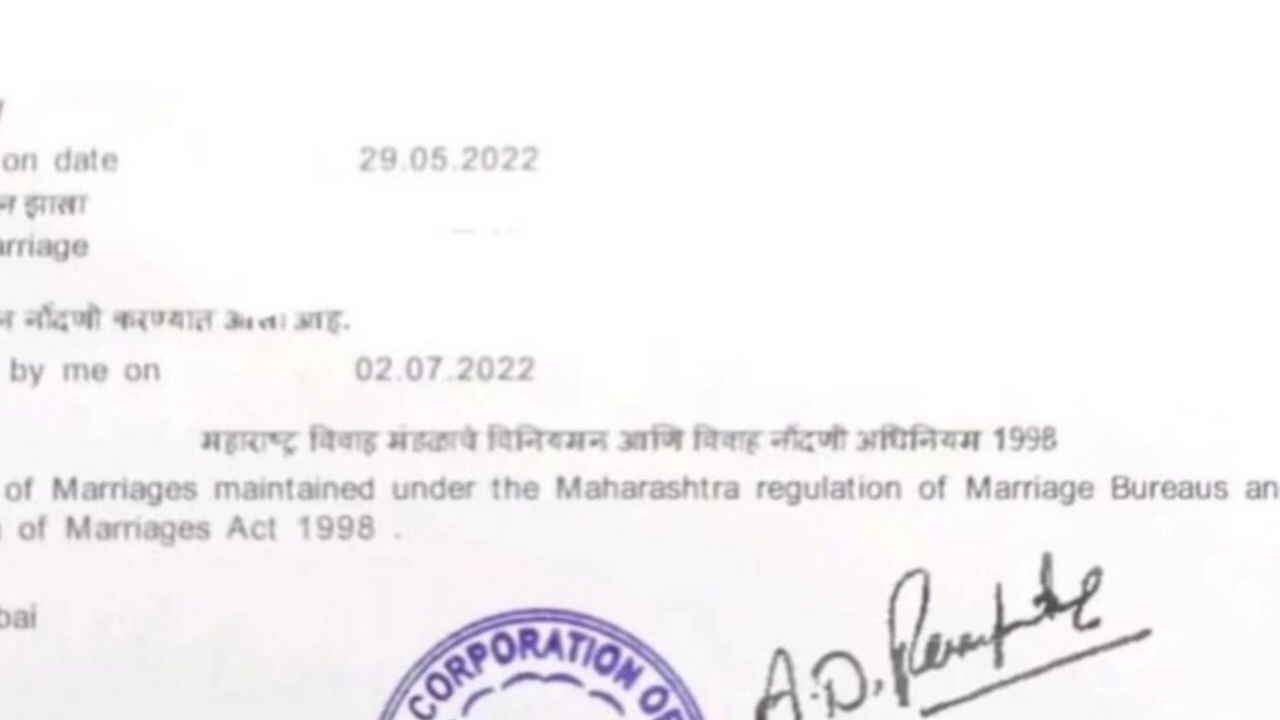 on date 29.05.2022
न झाला
arriage
न नोंदणी करण्यात आली आहे.
by me on 02.07.2022
महाराष्ट्र विवाह मंडळाचे विनियमन आणि विवाह नोंदणी अधिनियम 1998
of Marriages maintained under the Maharashtra regulation of Marriage Bureaus an
of Marriages Act 1998 .
bai
CORPORATION OF
A.D.